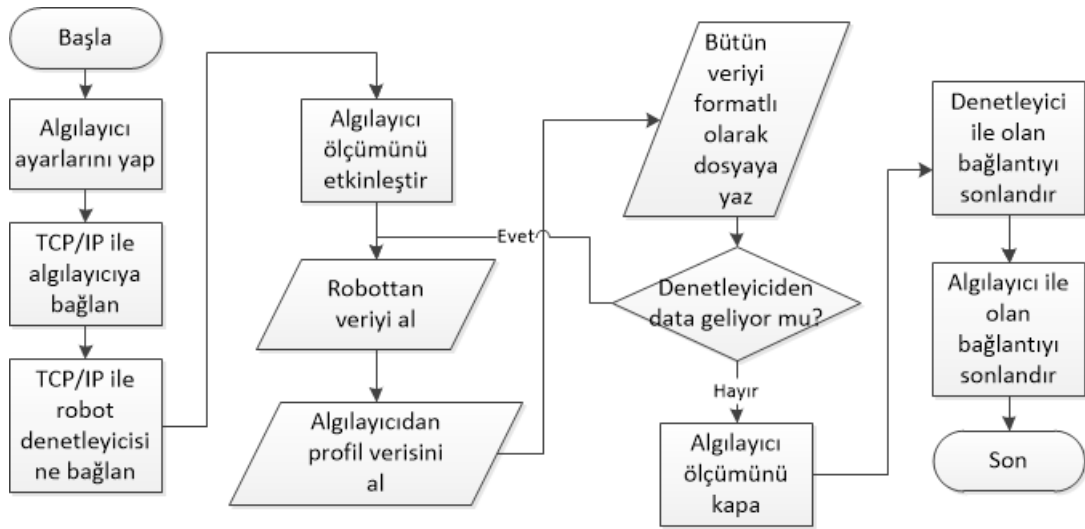 Başla
Algılayıcı
ayarlarını yap
TCP/IP ile
algılayıcıya
bağlan
TCP/IP ile
robot
denetleyicisi
ne bağlan
Algılayıcı
ölçümünü
etkinleştir
Robottan
veriyi al
Algılayıcıdan
profil verisini
al
Bütün
veriyi
formatlı
olarak
dosyaya
yaz
Evet
Denetleyiciden
data geliyor mu?
Hayır
Algılayıcı
ölçümünü
kapa
Denetleyici
ile olan
bağlantıyı
sonlandır
Algılayıcı ile
olan
bağlantıyı
sonlandır
Son